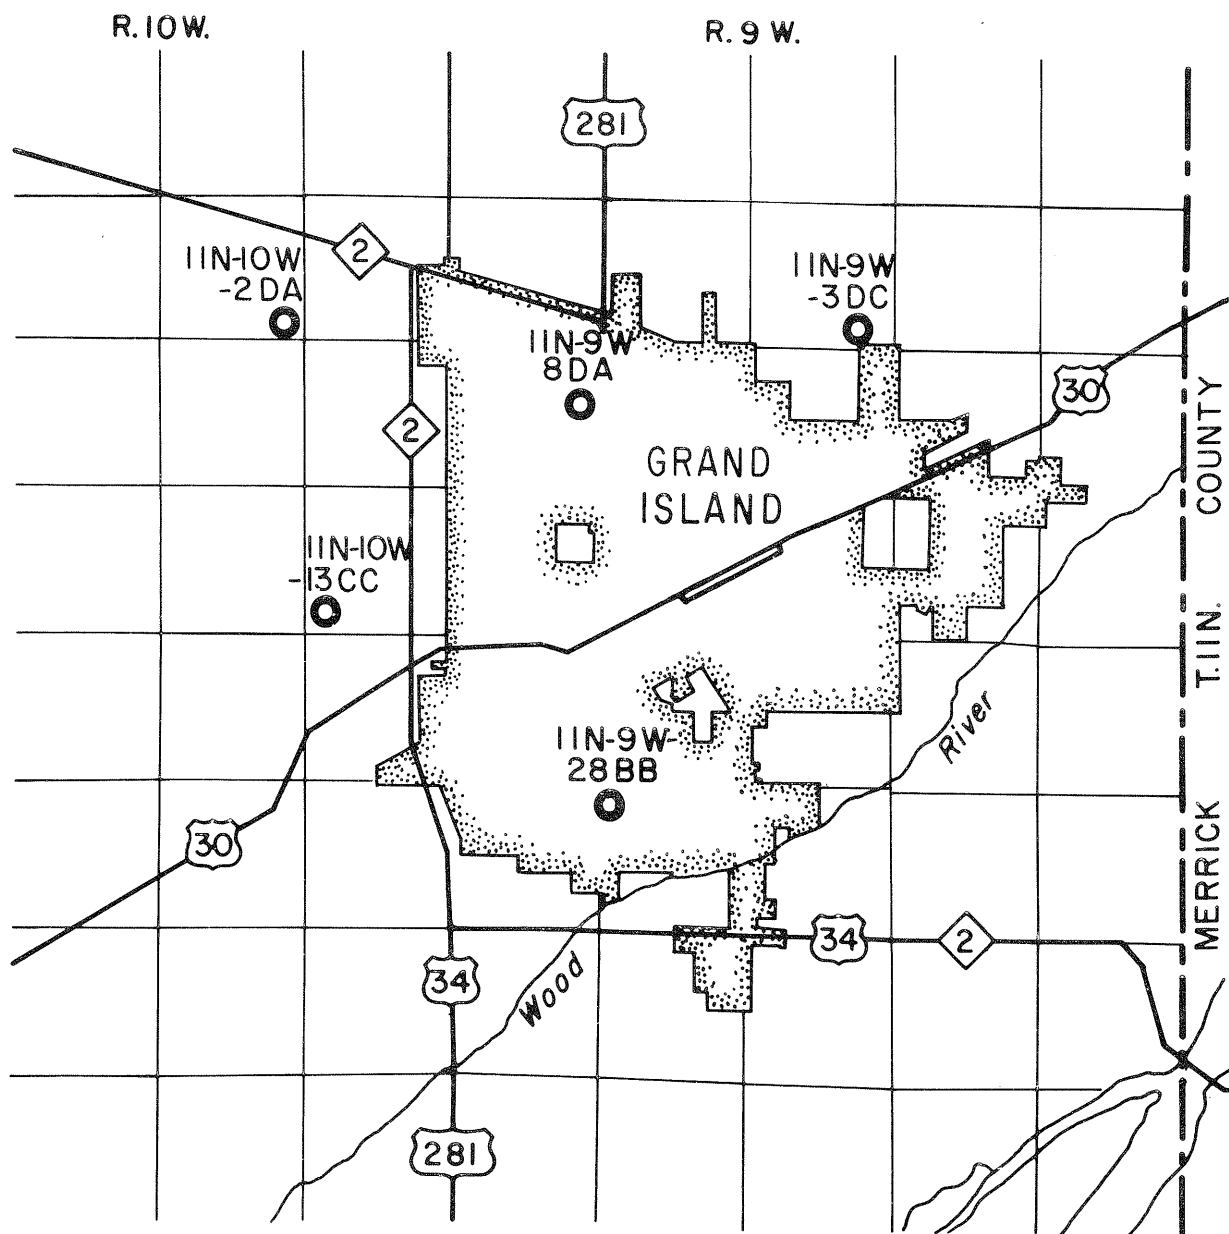 R.10W.
R.9W.
281
2
11N-10W
-2DA
11N-9W
-3DC
11N-9W
8DA
30
2
GRAND
ISLAND
11N-10W
-13CC
MERRICK COUNTY
T.11N.
River
11N-9W-
28BB
30
34
2
34
Wood
281